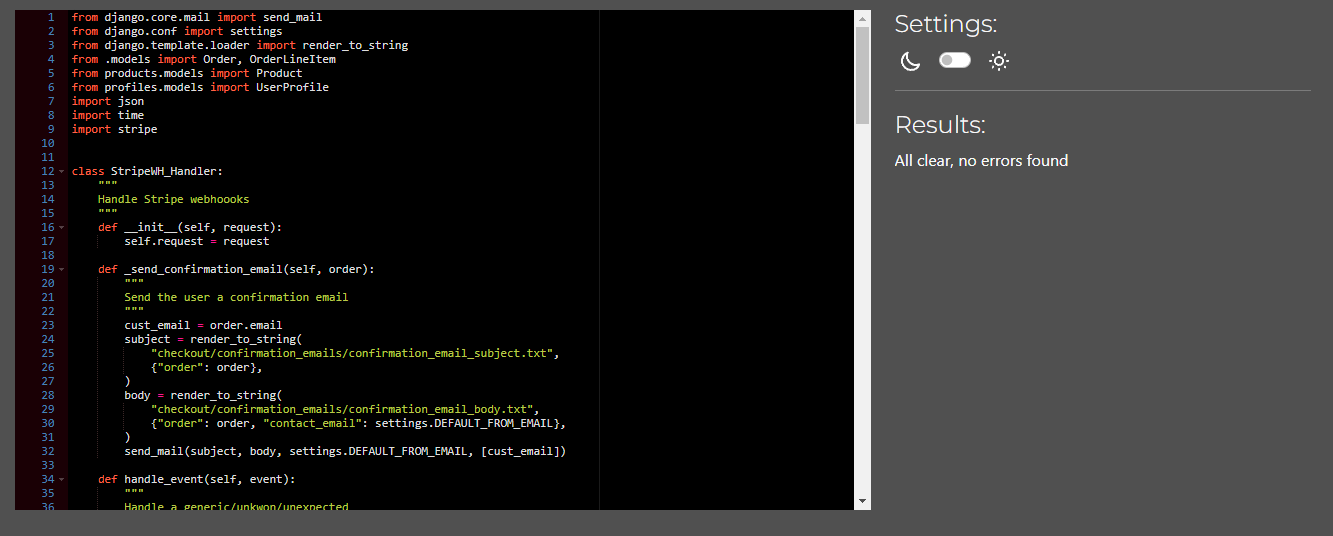 1 from django.core.mail import send_mail
2 from django.conf import settings
3 from django.template.loader import render_to_string
4 from .models import Order, OrderLineItem
5 from products.models import Product
6 from profiles.models import UserProfile
7 import json
8 import time
9 import stripe
10
11
12 class StripeWH_Handler:
13     """
14     Handle Stripe webhoooks
15     """
16     def __init__(self, request):
17         self.request = request
18
19     def _send_confirmation_email(self, order):
20         """
21         Send the user a confirmation email
22         """
23         cust_email = order.email
24         subject = render_to_string(
25             "checkout/confirmation_emails/confirmation_email_subject.txt",
26             {"order": order},
27         )
28         body = render_to_string(
29             "checkout/confirmation_emails/confirmation_email_body.txt",
30             {"order": order, "contact_email": settings.DEFAULT_FROM_EMAIL},
31         )
32         send_mail(subject, body, settings.DEFAULT_FROM_EMAIL, [cust_email])
33
34     def handle_event(self, event):
35         """
36         Handle a generic/unkwon/unexpected
Settings:
Results:
All clear, no errors found